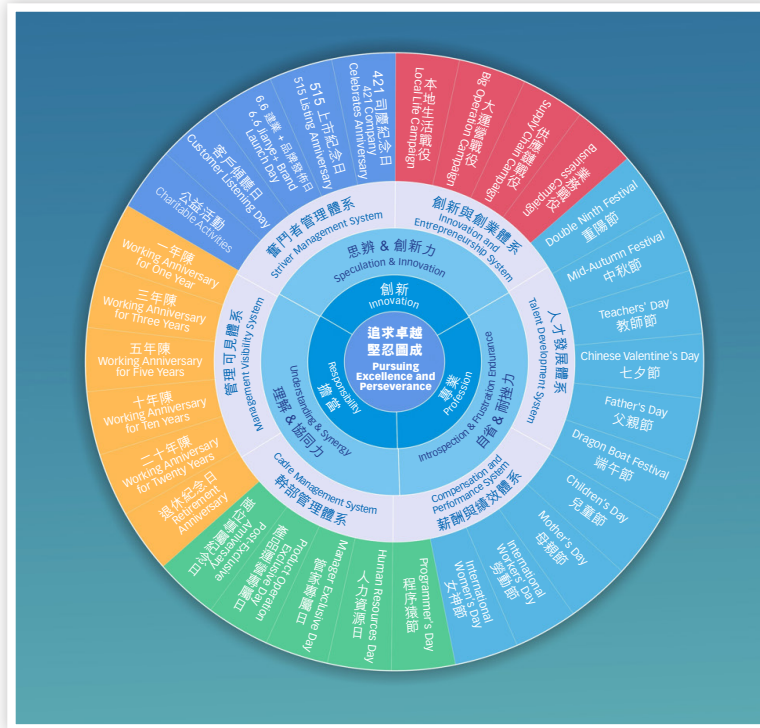 追求卓越
堅忍圖成
Pursuing
Excellence and
Perseverance
創新
Innovation
專業
Profession
Responsibility
擔當
思辨 & 創新力
Speculation & Innovation
自省 & 耐挫力
Introspection & Frustration Endurance
Understanding & Synergy
理解 & 協同力
創新與創業體系
Innovation and
Entrepreneurship System
人才發展體系
Talent Development System
Compensation and
Performance System
薪酬與績效體系
Cadre Management System
幹部管理體系
管理可見體系
Management Visibility System
奮鬥者管理體系
Striver Management System
本地生活戰役
Local Life Campaign
大運營戰役
Big Operation Campaign
供應鏈戰役
Supply Chain Campaign
業務戰役
Business Campaign
Double Ninth Festival
重陽節
Mid-Autumn Festival
中秋節
Teachers' Day
教師節
Chinese Valentine's Day
七夕節
Father's Day
父親節
Dragon Boat Festival
端午節
Children's Day
兒童節
Mother's Day
母親節
International
Workers' Day
勞動節
International
Women's Day
女神節
Programmer's Day
程序猿節
Human Resources Day
人力資源日
Manager Exclusive Day
管家專屬日
Product Operation
Exclusive Day
產品運營專屬日
Post-Exclusive
Anniversary
崗位專屬紀念日
退休紀念日
Retirement
Anniversary
二十年陳
Working Anniversary
for Twenty Years
十年陳
Working Anniversary
for Ten Years
五年陳
Working Anniversary
for Five Years
三年陳
Working Anniversary
for Three Years
一年陳
Working Anniversary
for One Year
公益活動
Charitable Activities
客戶傾聽日
Customer Listening Day
6.6 建業 + 品牌發佈日
6.6 Jianye+ Brand
Launch Day
515 上市紀念日
515 Listing Anniversary
421 司慶紀念日
421 Company
Celebrates Anniversary